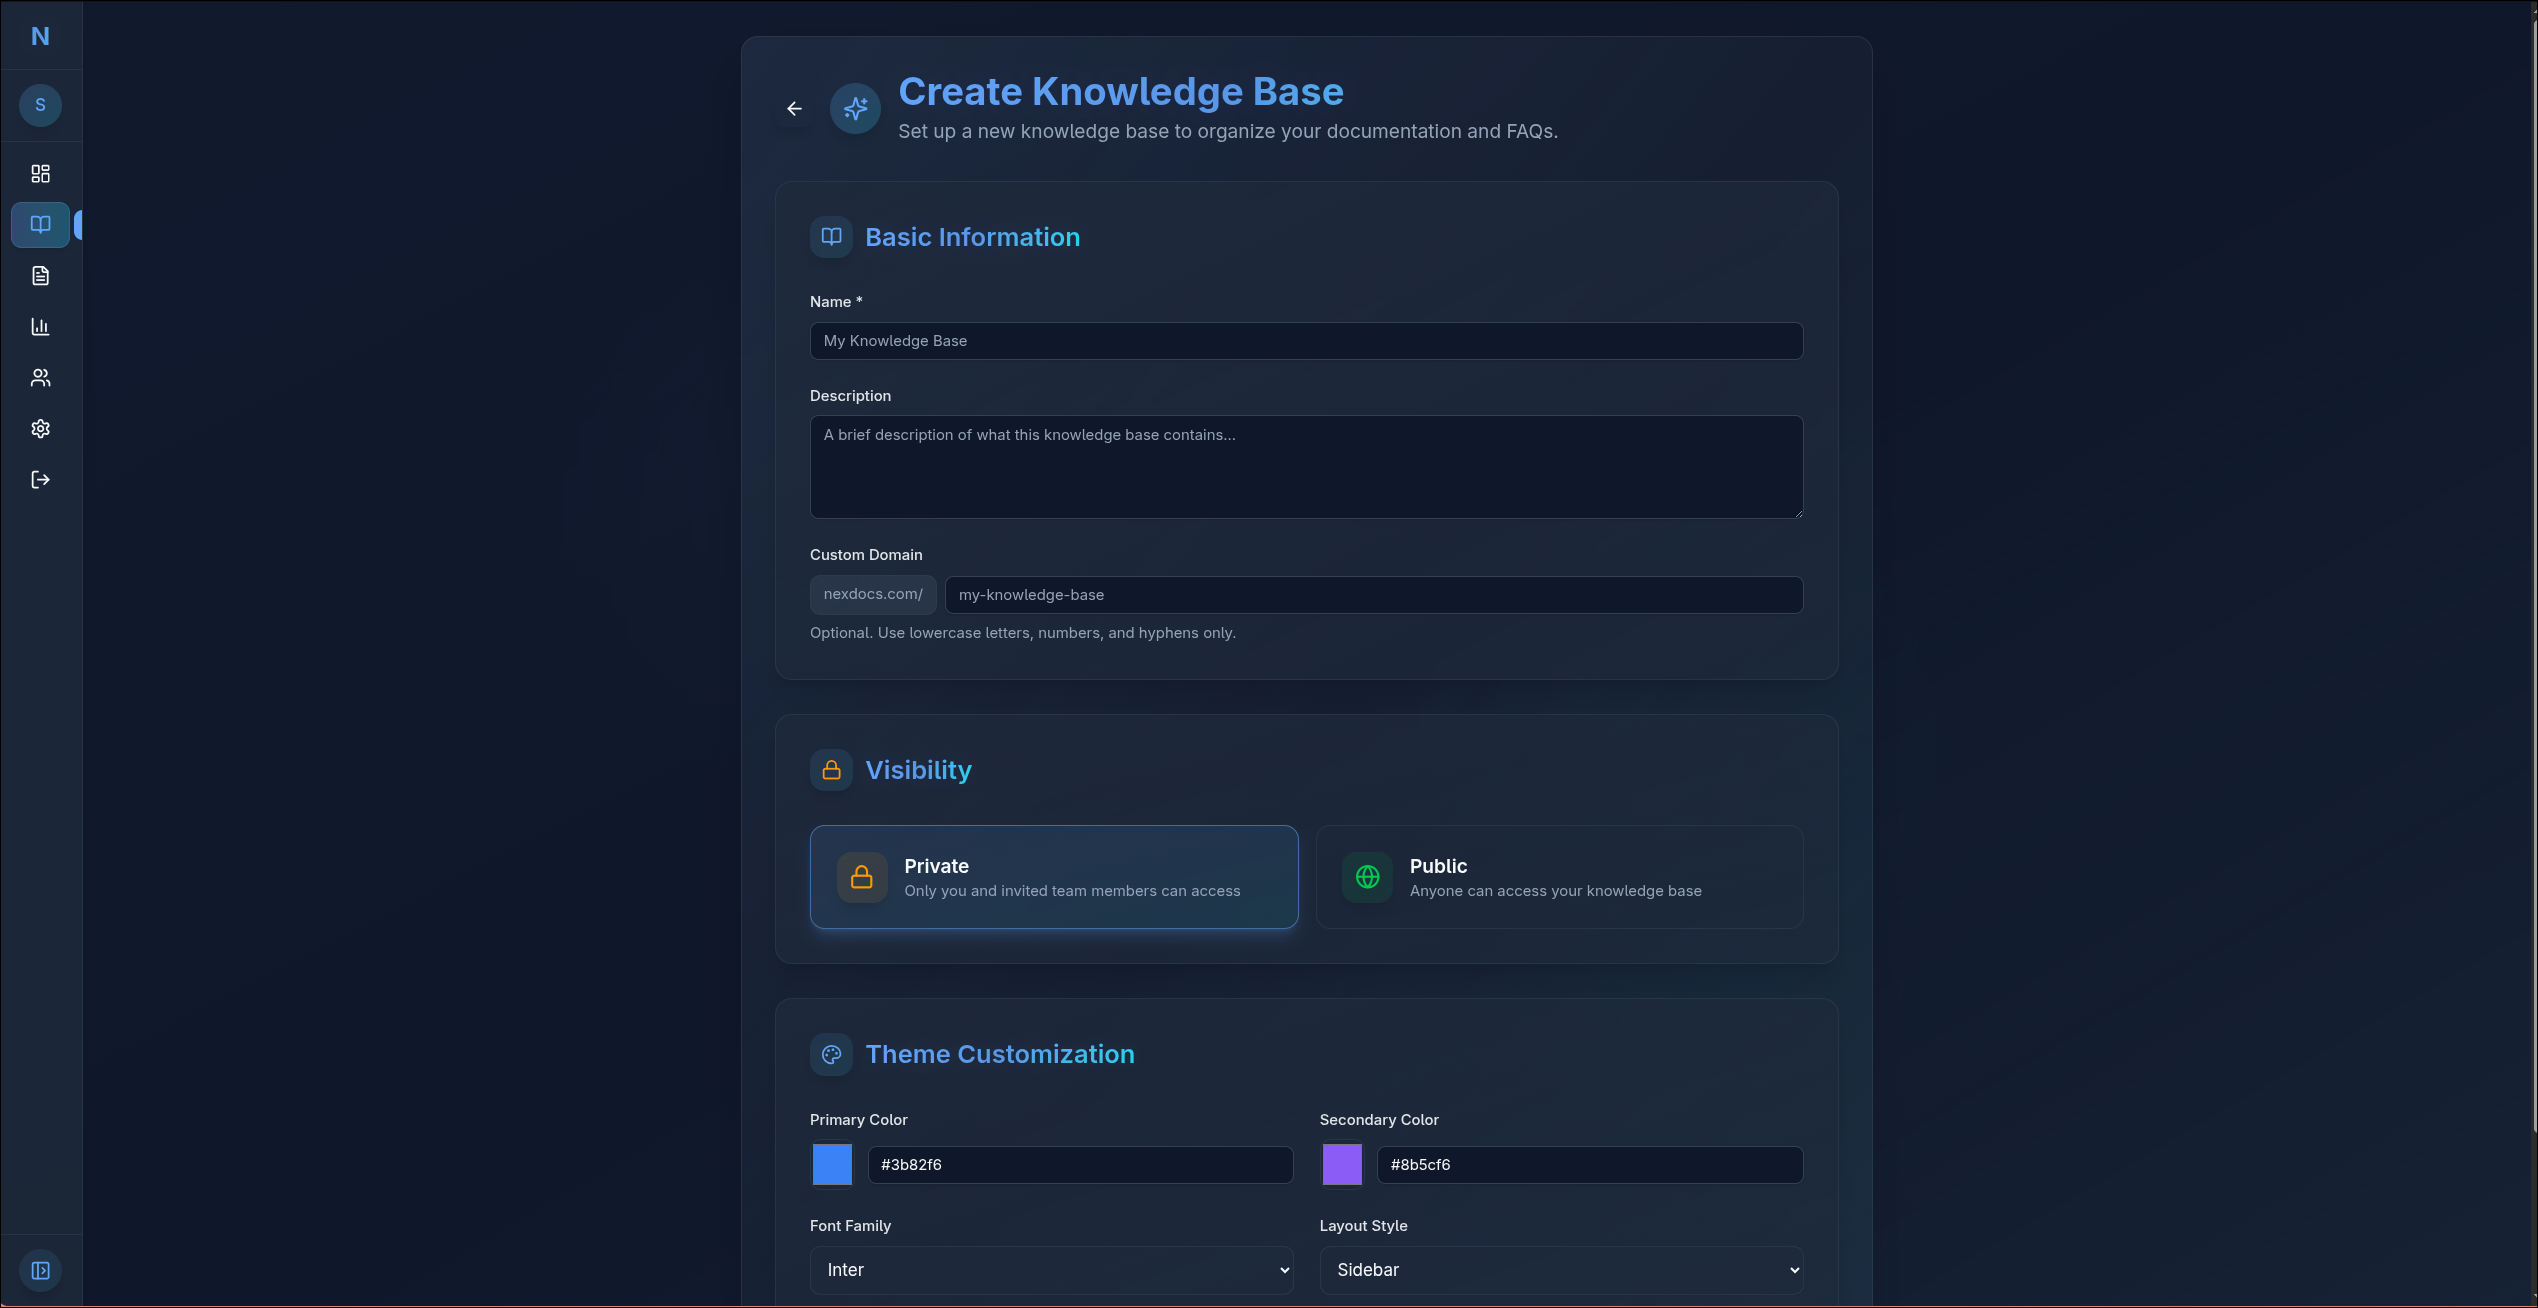 N
S
Create Knowledge Base
Set up a new knowledge base to organize your documentation and FAQs.
Basic Information
Name *
My Knowledge Base
Description
A brief description of what this knowledge base contains...
Custom Domain
nexdocs.com/ my-knowledge-base
Optional. Use lowercase letters, numbers, and hyphens only.
Visibility
Private
Only you and invited team members can access
Public
Anyone can access your knowledge base
Theme Customization
Primary Color
#3b82f6
Secondary Color
#8b5cf6
Font Family
Inter
Layout Style
Sidebar